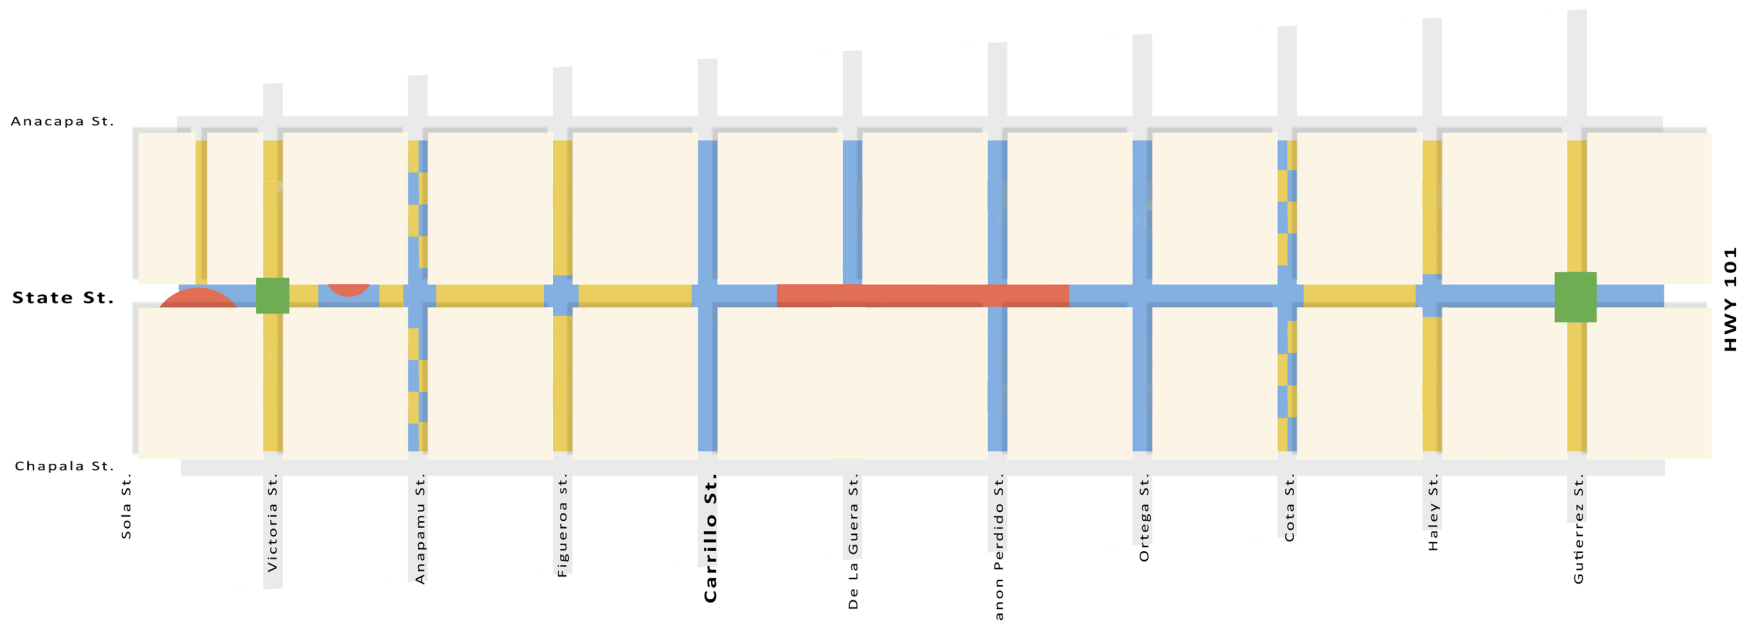 Anacapa St.
State St.
HWY 101
Chapala St.
Sola St.
Victoria St.
Anapamu St.
Figueroa st.
Carrillo St.
De La Guera St.
anon Perdido St.
Ortega St.
Cota St.
Haley St.
Gutierrez St.